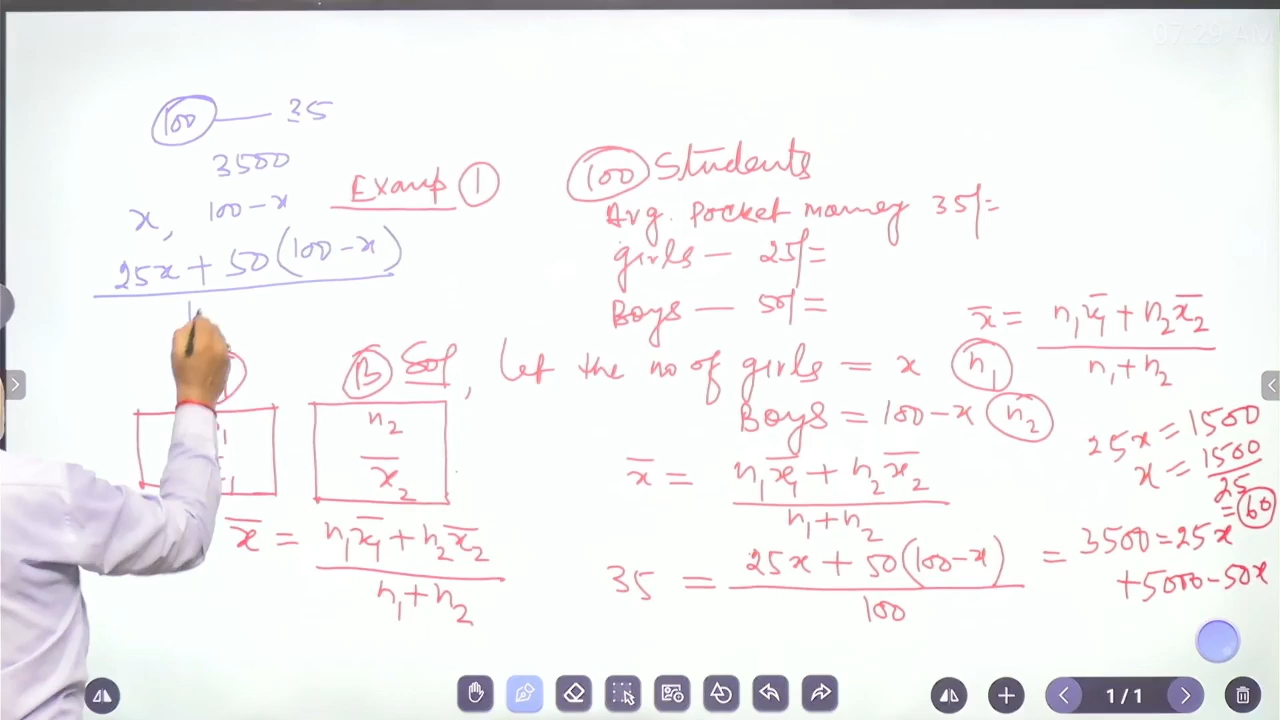 07:29 AM
100 — 35
3500
x, 100-x
25x + 50(100-x)
Examp ①
100 Students
Avg. Pocket money 35/=
girls — 25/=
Boys — 50/=
x̄ = n₁x̄₁ + n₂x̄₂
n₁ + n₂
B
n₂
x̄₂
x̄ = n₁x̄₁ + n₂x̄₂
n₁ + n₂
Sol, Let the no of girls = x n₁
Boys = 100-x n₂
x̄ = n₁x̄₁ + n₂x̄₂
n₁ + n₂
35 = 25x + 50(100-x)
100
= 3500 = 25x
+5000-50x
25x = 1500
x = 1500
25
= 60
1/1